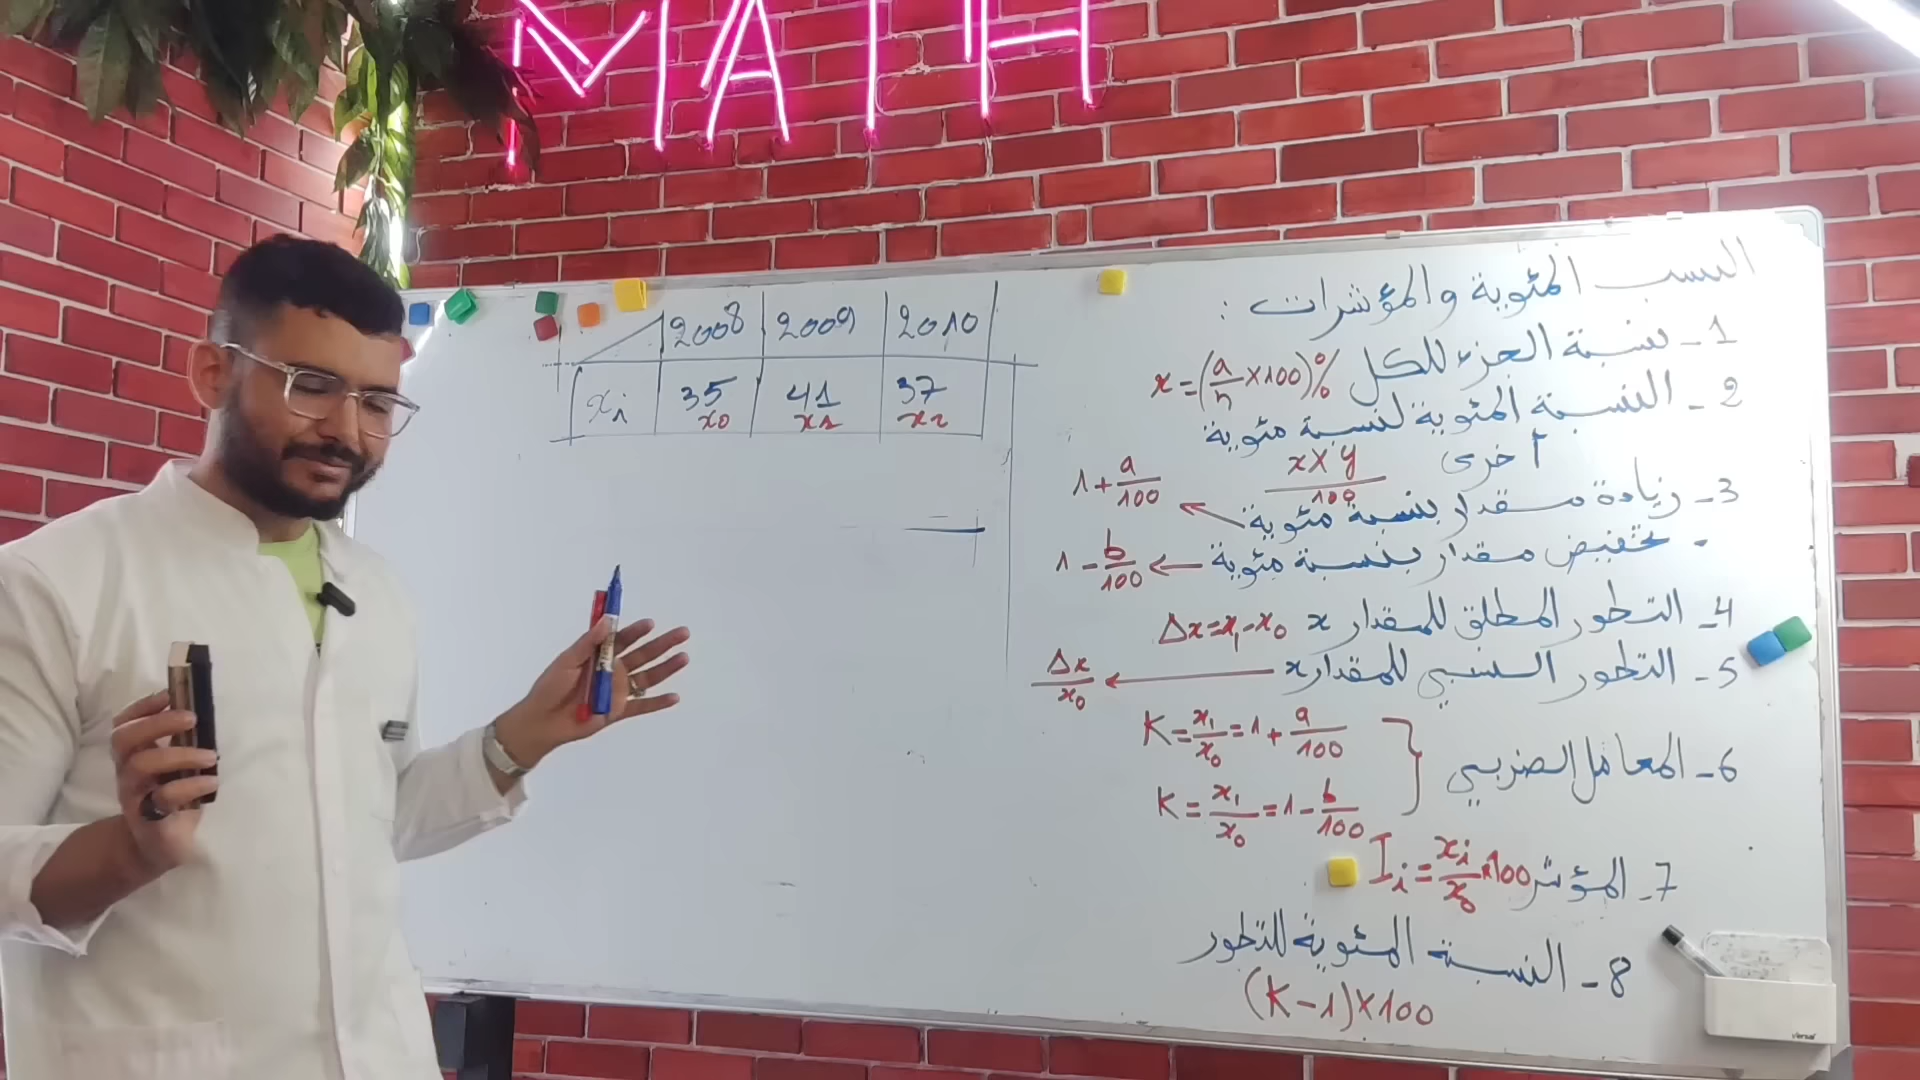 MATH
2008 2009 2010
xi 35 41 37
x0 x1 x2
النسب المئوية والمؤشرات :
1- نسبة الجزء للكل x=(a/n×100)%
2- النسبة المئوية لنسبة مئوية
أخرى x×y/100
3- زيادة مقدار بنسبة مئوية ← 1+a/100
- تخفيض مقدار بنسبة مئوية ← 1-b/100
4- التطور المطلق للمقدار x Δx=x1-x0
5- التطور النسبي للمقدار x ← Δx/x0
6- المعامل الضربي
K=x1/x0=1+a/100
K=x1/x0=1-b/100
7- المؤشر Ii=xi/x0×100
8- النسبة المئوية للتطور
(K-1)×100